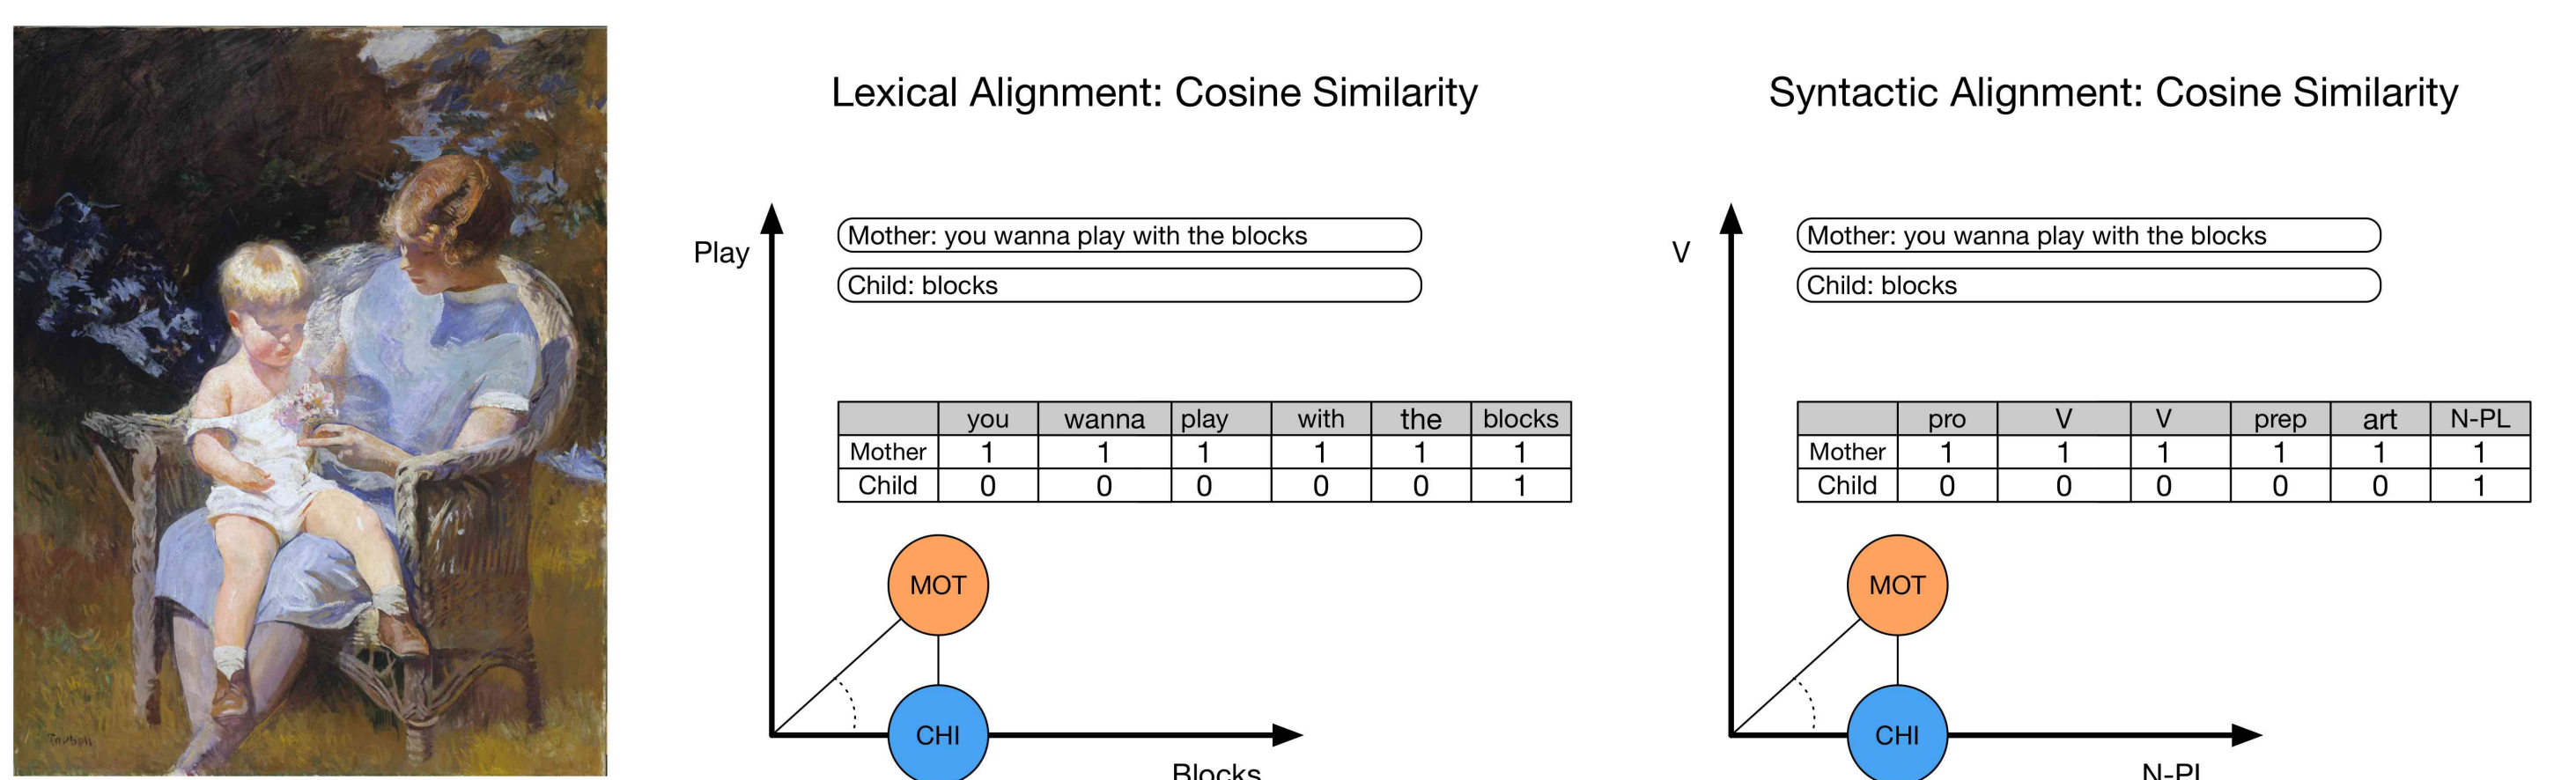 Lexical Alignment: Cosine Similarity
Play
Mother: you wanna play with the blocks
Child: blocks
you wanna play with the blocks
Mother 1 1 1 1 1 1
Child 0 0 0 0 0 1
MOT
CHI
Blocks
Syntactic Alignment: Cosine Similarity
V
Mother: you wanna play with the blocks
Child: blocks
pro V V prep art N-PL
Mother 1 1 1 1 1 1
Child 0 0 0 0 0 1
MOT
CHI
N-PL